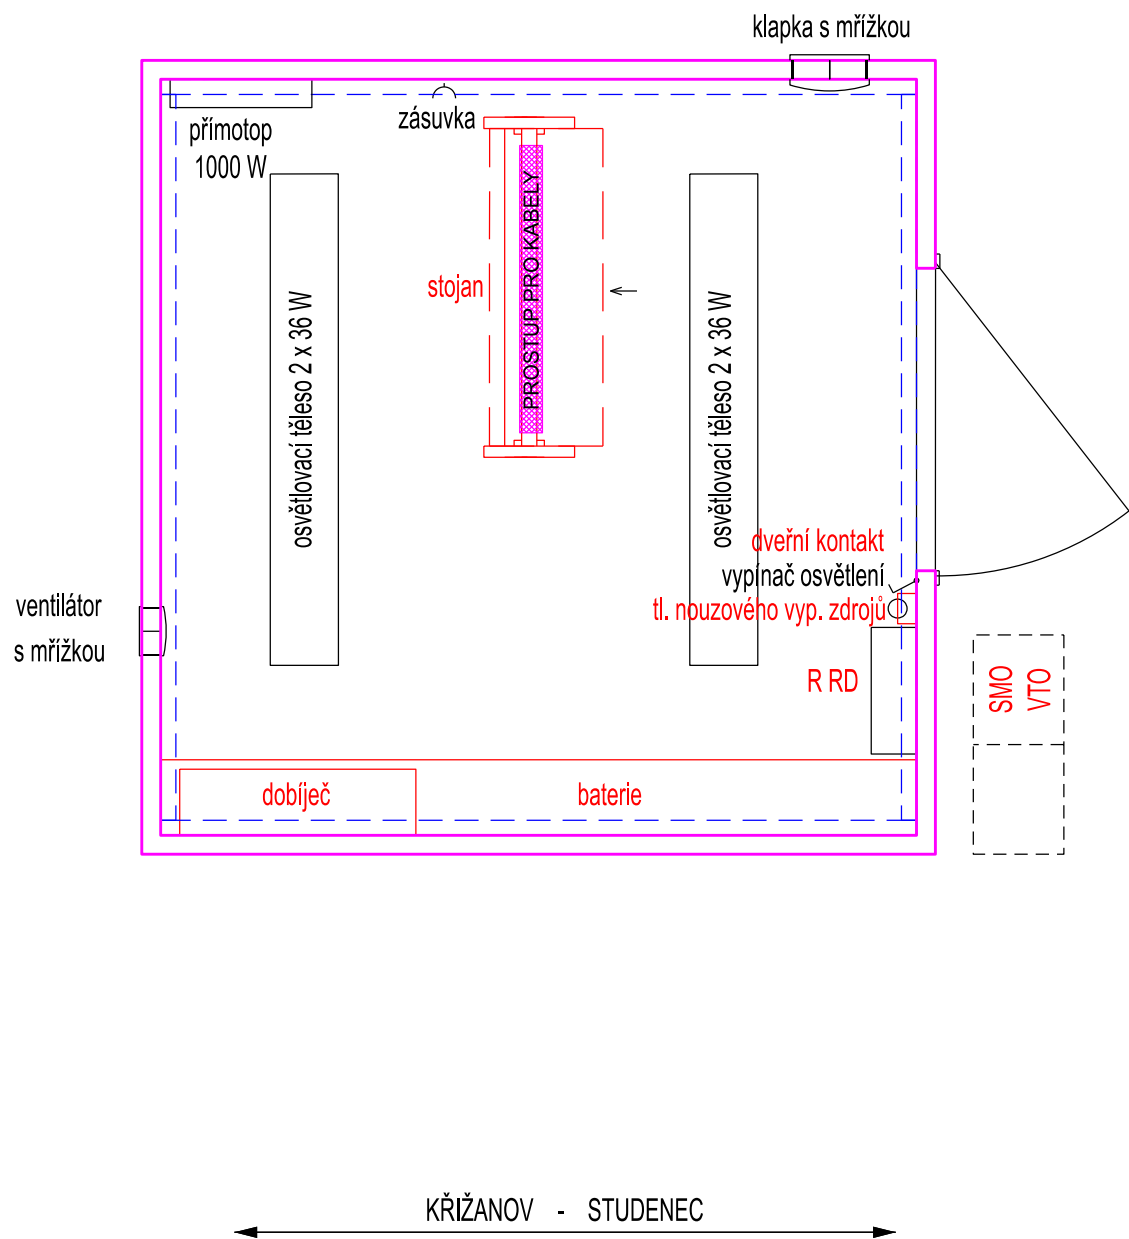 klapka s mřížkou
přímotop
1000 W
zásuvka
PROSTUP PRO KABELY
stojan
osvětlovací těleso 2 x 36 W
osvětlovací těleso 2 x 36 W
dveřní kontakt
vypínač osvětlení
tl. nouzového vyp. zdrojů
ventilátor
s mřížkou
R RD
SMO
VTO
dobíječ
baterie
KŘIŽANOV - STUDENEC